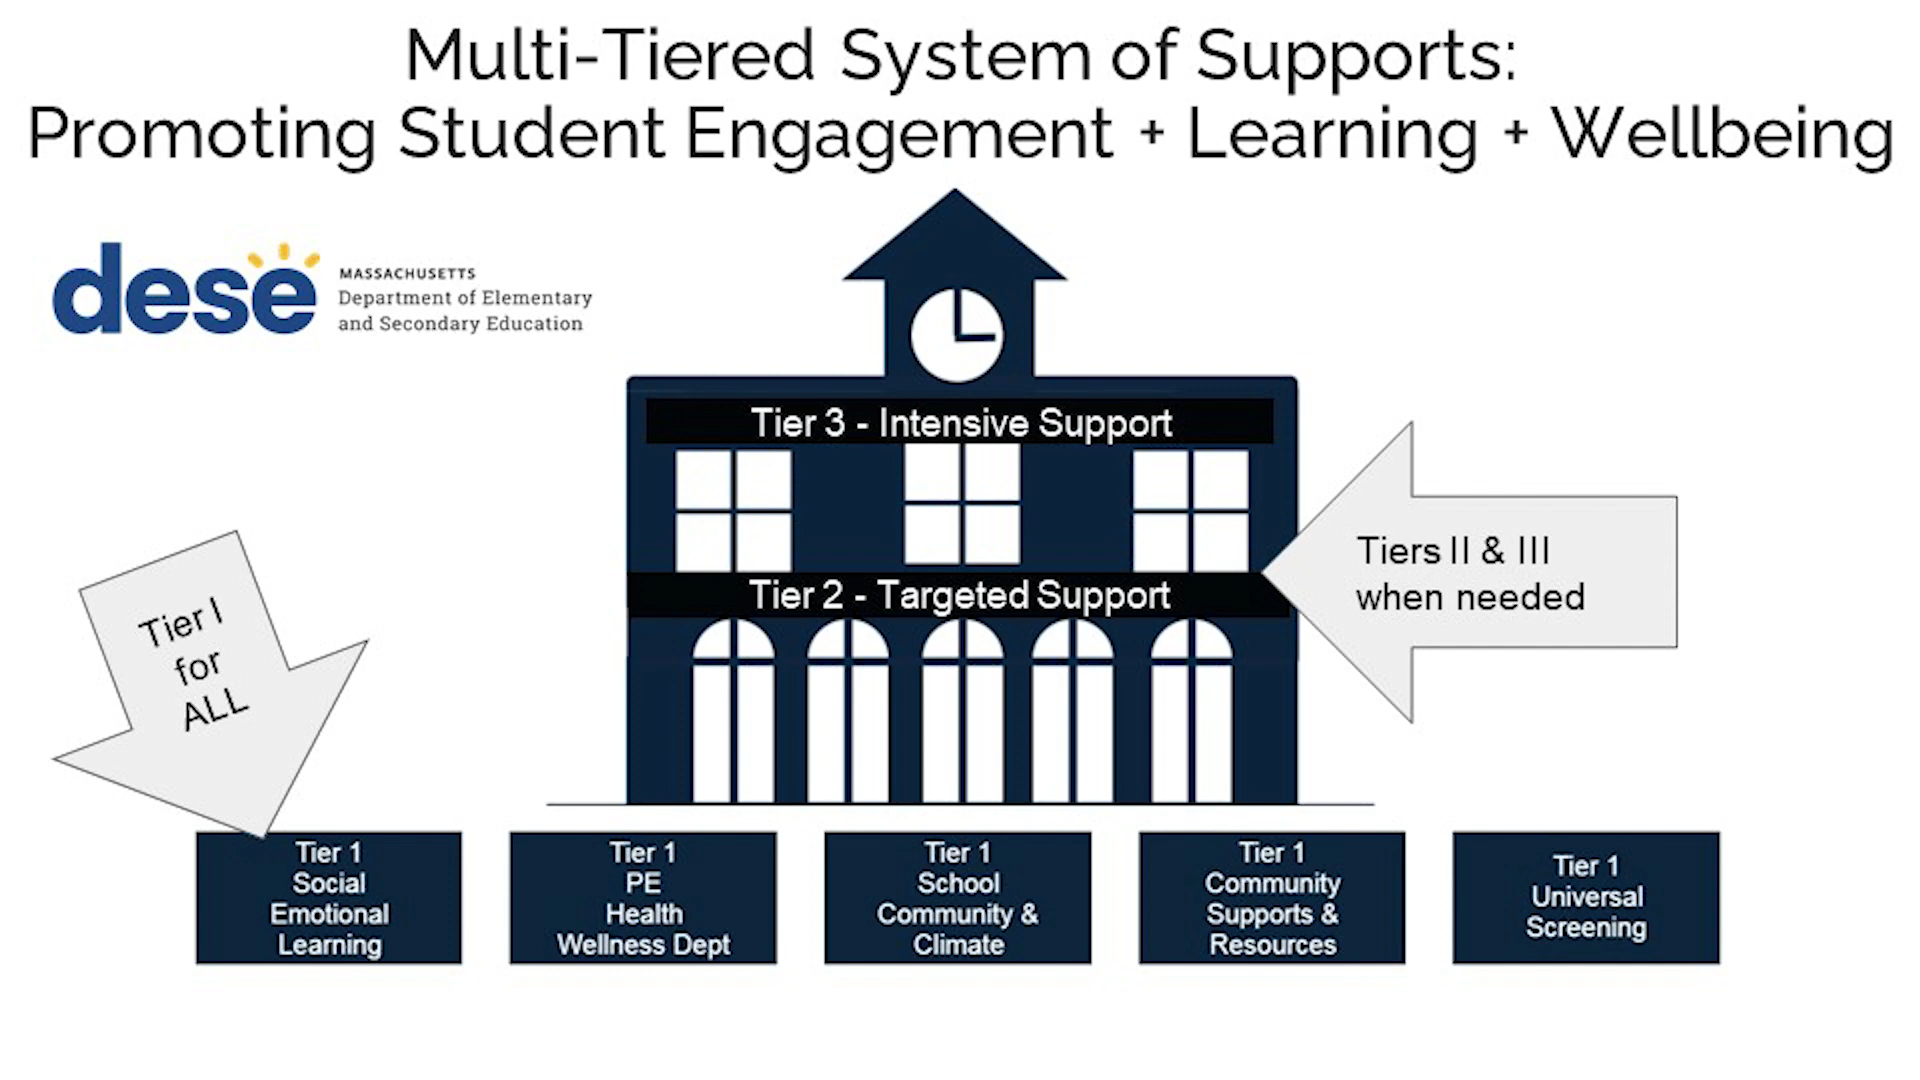 Multi-Tiered System of Supports:
Promoting Student Engagement + Learning + Wellbeing
dese
MASSACHUSETTS
Department of Elementary
and Secondary Education
Tier 3 - Intensive Support
Tier 2 - Targeted Support
Tiers II & III
when needed
Tier I
for
ALL
Tier 1
Social
Emotional
Learning
Tier 1
PE
Health
Wellness Dept
Tier 1
School
Community &
Climate
Tier 1
Community
Supports &
Resources
Tier 1
Universal
Screening